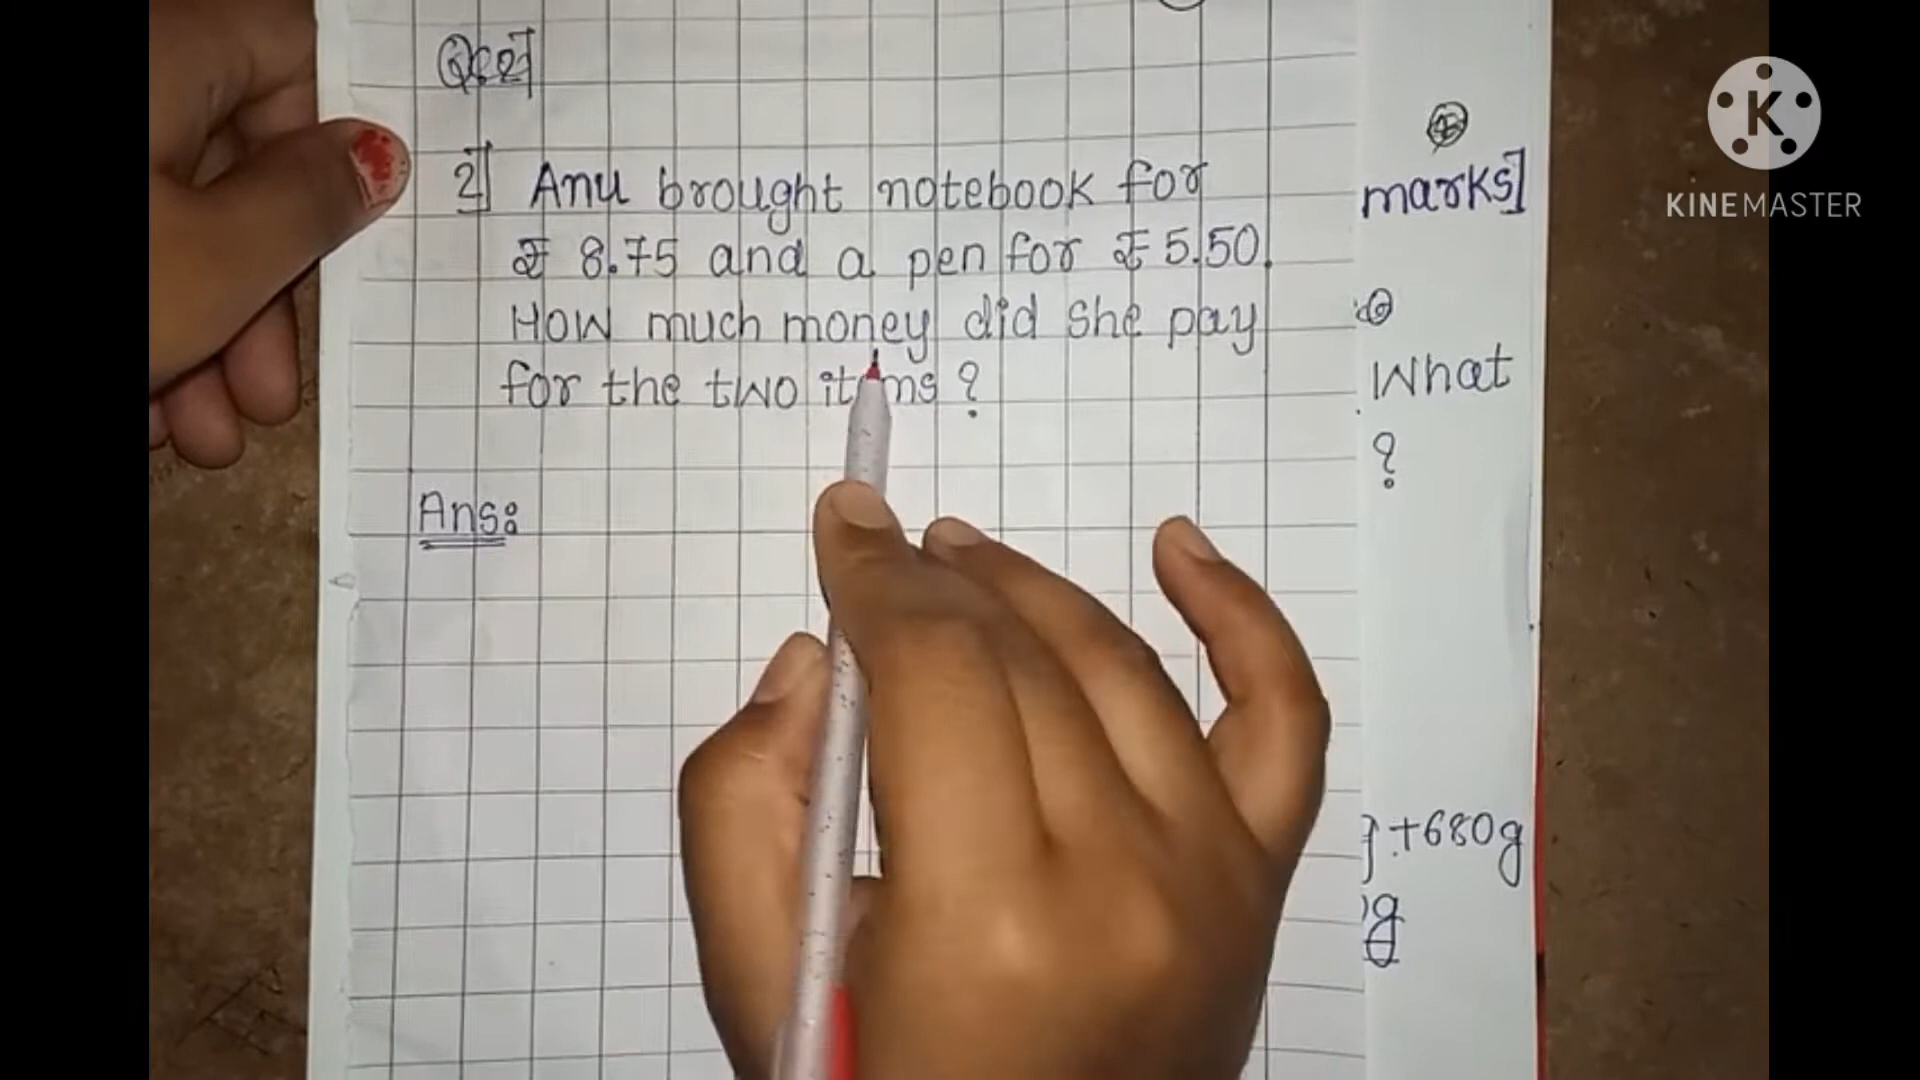 Q.2]
2] Anu brought notebook for
₹ 8.75 and a pen for ₹ 5.50.
How much money did she pay
for the two items ?
Ans:
marks]
What
?
+680g
g
KINEMASTER